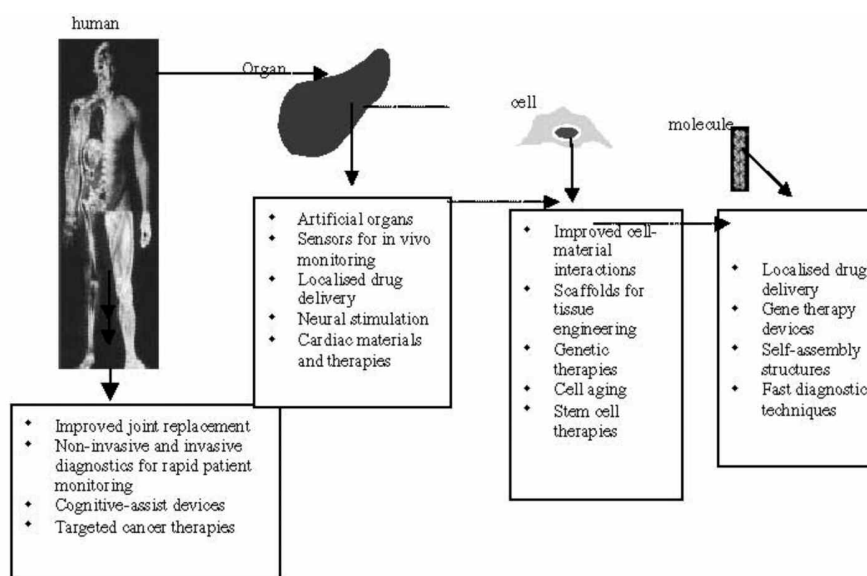 human
Organ
cell
molecule
Improved joint replacement
Non-invasive and invasive
diagnostics for rapid patient
monitoring
Cognitive-assist devices
Targeted cancer therapies
Artificial organs
Sensors for in vivo
monitoring
Localised drug
delivery
Neural stimulation
Cardiac materials
and therapies
Improved cell-
material
interactions
Scaffolds for
tissue
engineering
Genetic
therapies
Cell aging
Stem cell
therapies
Localised drug
delivery
Gene therapy
devices
Self-assembly
structures
Fast diagnostic
techniques